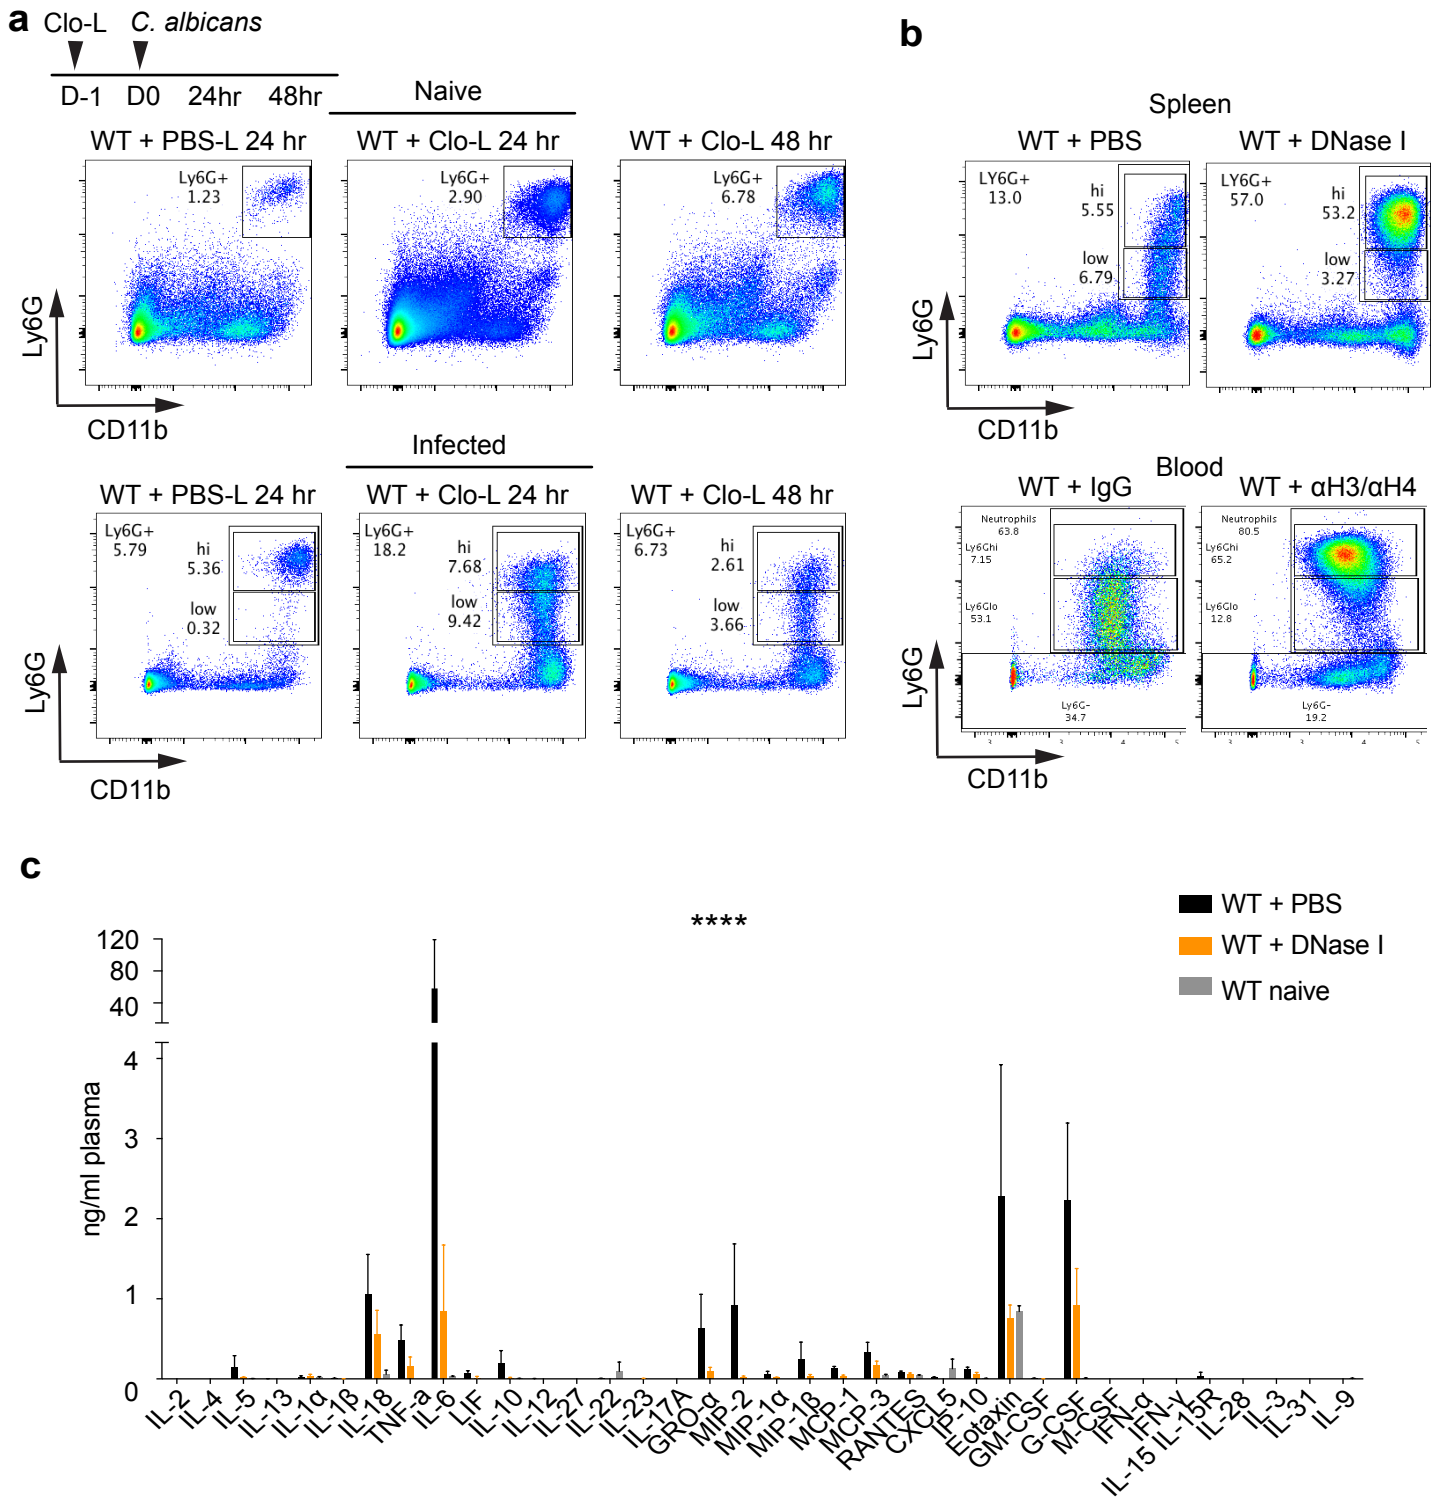 a
Clo-L
C. albicans
D-1 D0 24hr 48hr
Naive
WT + PBS-L 24 hr
WT + Clo-L 24 hr
WT + Clo-L 48 hr
Ly6G+
1.23
Ly6G+
2.90
Ly6G+
6.78
Ly6G
CD11b
Infected
WT + PBS-L 24 hr
WT + Clo-L 24 hr
WT + Clo-L 48 hr
Ly6G+
5.79
hi
5.36
low
0.32
Ly6G+
18.2
hi
7.68
low
9.42
Ly6G+
6.73
hi
2.61
low
3.66
Ly6G
CD11b
b
Spleen
WT + PBS
WT + DNase I
LY6G+
13.0
hi
5.55
low
6.79
LY6G+
57.0
hi
53.2
low
3.27
Ly6G
CD11b
Blood
WT + IgG
WT + αH3/αH4
Neutrophils
63.8
Ly6Ghi
7.15
Ly6Glo
53.1
Ly6G-
34.7
Neutrophils
80.5
Ly6Ghi
65.2
Ly6Glo
12.8
Ly6G-
19.2
Ly6G
CD11b
c
****
WT + PBS
WT + DNase I
WT naive
120
80
40
4
3
2
1
0
ng/ml plasma
IL-2
IL-4
IL-5
IL-13
IL-1α
IL-1β
IL-18
TNF-a
IL-6
LIF
IL-10
IL-12
IL-27
IL-22
IL-23
IL-17A
GRO-α
MIP-2
MIP-1α
MIP-1β
MCP-1
MCP-3
RANTES
CXCL5
IP-10
Eotaxin
GM-CSF
G-CSF
M-CSF
IFN-α
IFN-γ
IL-15 IL-15R
IL-28
IL-3
IL-31
IL-9